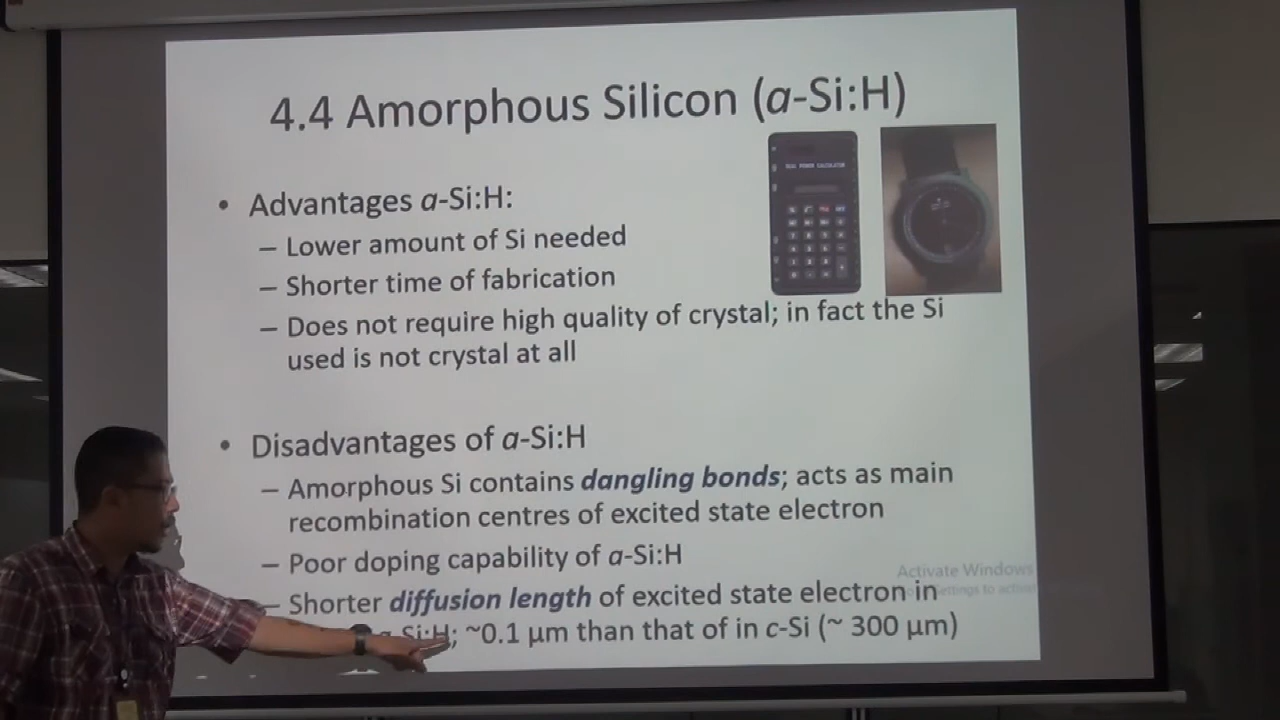 4.4 Amorphous Silicon (a-Si:H)
• Advantages a-Si:H:
– Lower amount of Si needed
– Shorter time of fabrication
– Does not require high quality of crystal; in fact the Si
used is not crystal at all
• Disadvantages of a-Si:H
– Amorphous Si contains dangling bonds; acts as main
recombination centres of excited state electron
– Poor doping capability of a-Si:H
– Shorter diffusion length of excited state electron in
a-Si:H; ~0.1 µm than that of in c-Si (~ 300 µm)
Activate Windows